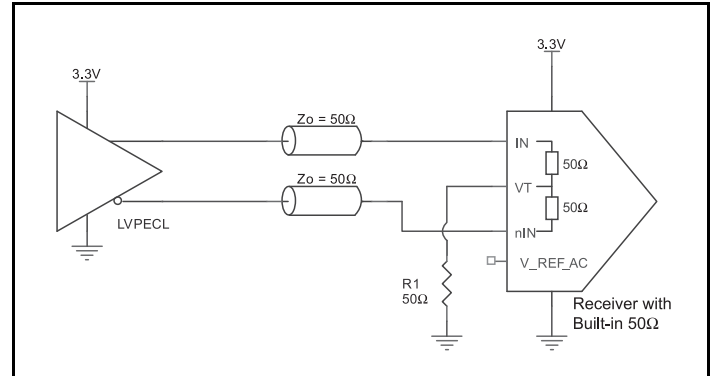 3.3V
3.3V
Zo = 50Ω
IN
50Ω
Zo = 50Ω
VT
50Ω
nIN
LVPECL
V_REF_AC
R1
50Ω
Receiver with
Built-in 50Ω